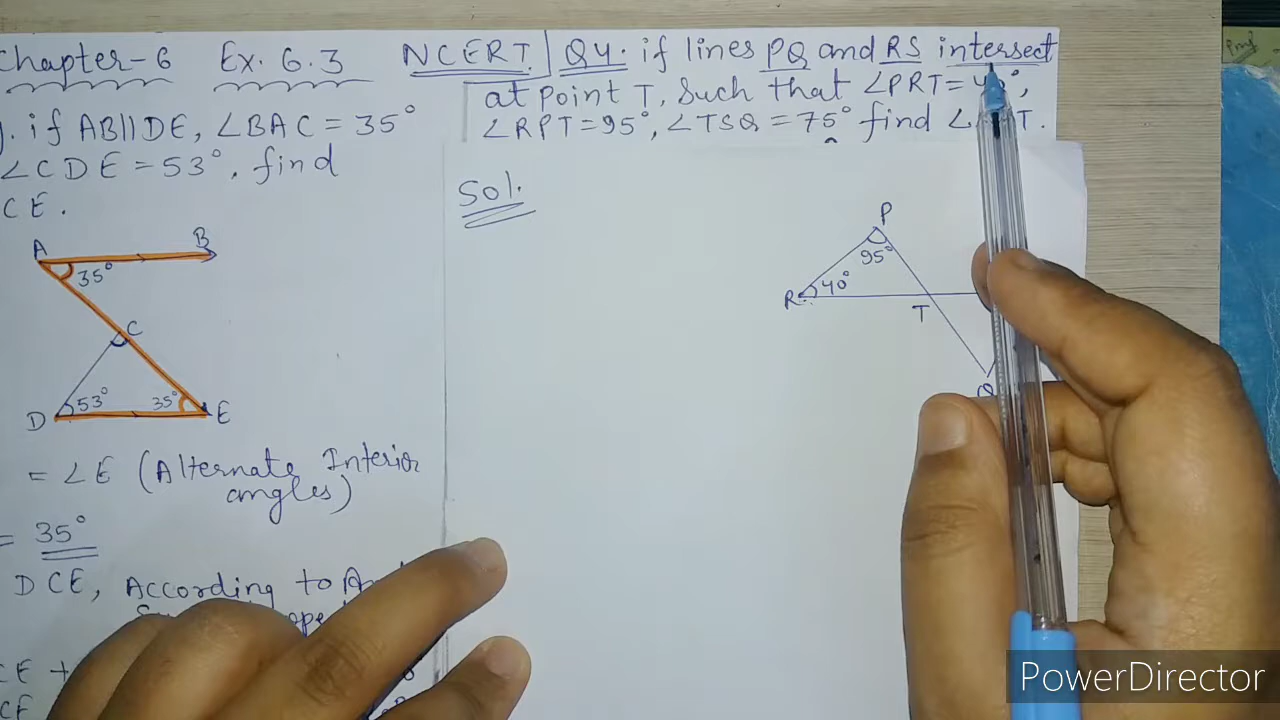 Chapter-6 Ex. 6.3 NCERT
if AB||DE, ∠BAC = 35°
∠CDE = 53°, find
CE.
A B
35°
C
D 53° 35° E
= ∠E (Alternate Interior
angles)
= 35°
DCE, According to
Q4. if lines PQ and RS intersect
at point T, Such that ∠PRT = 40°,
∠RPT = 95°, ∠TSQ = 75° find ∠ T.
Sol.
P
95°
R 40°
T
Q
PowerDirector